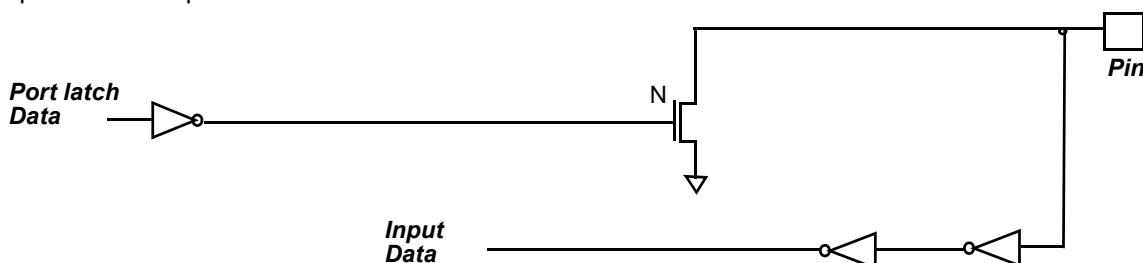 Port latch
Data
N
Pin
Input
Data